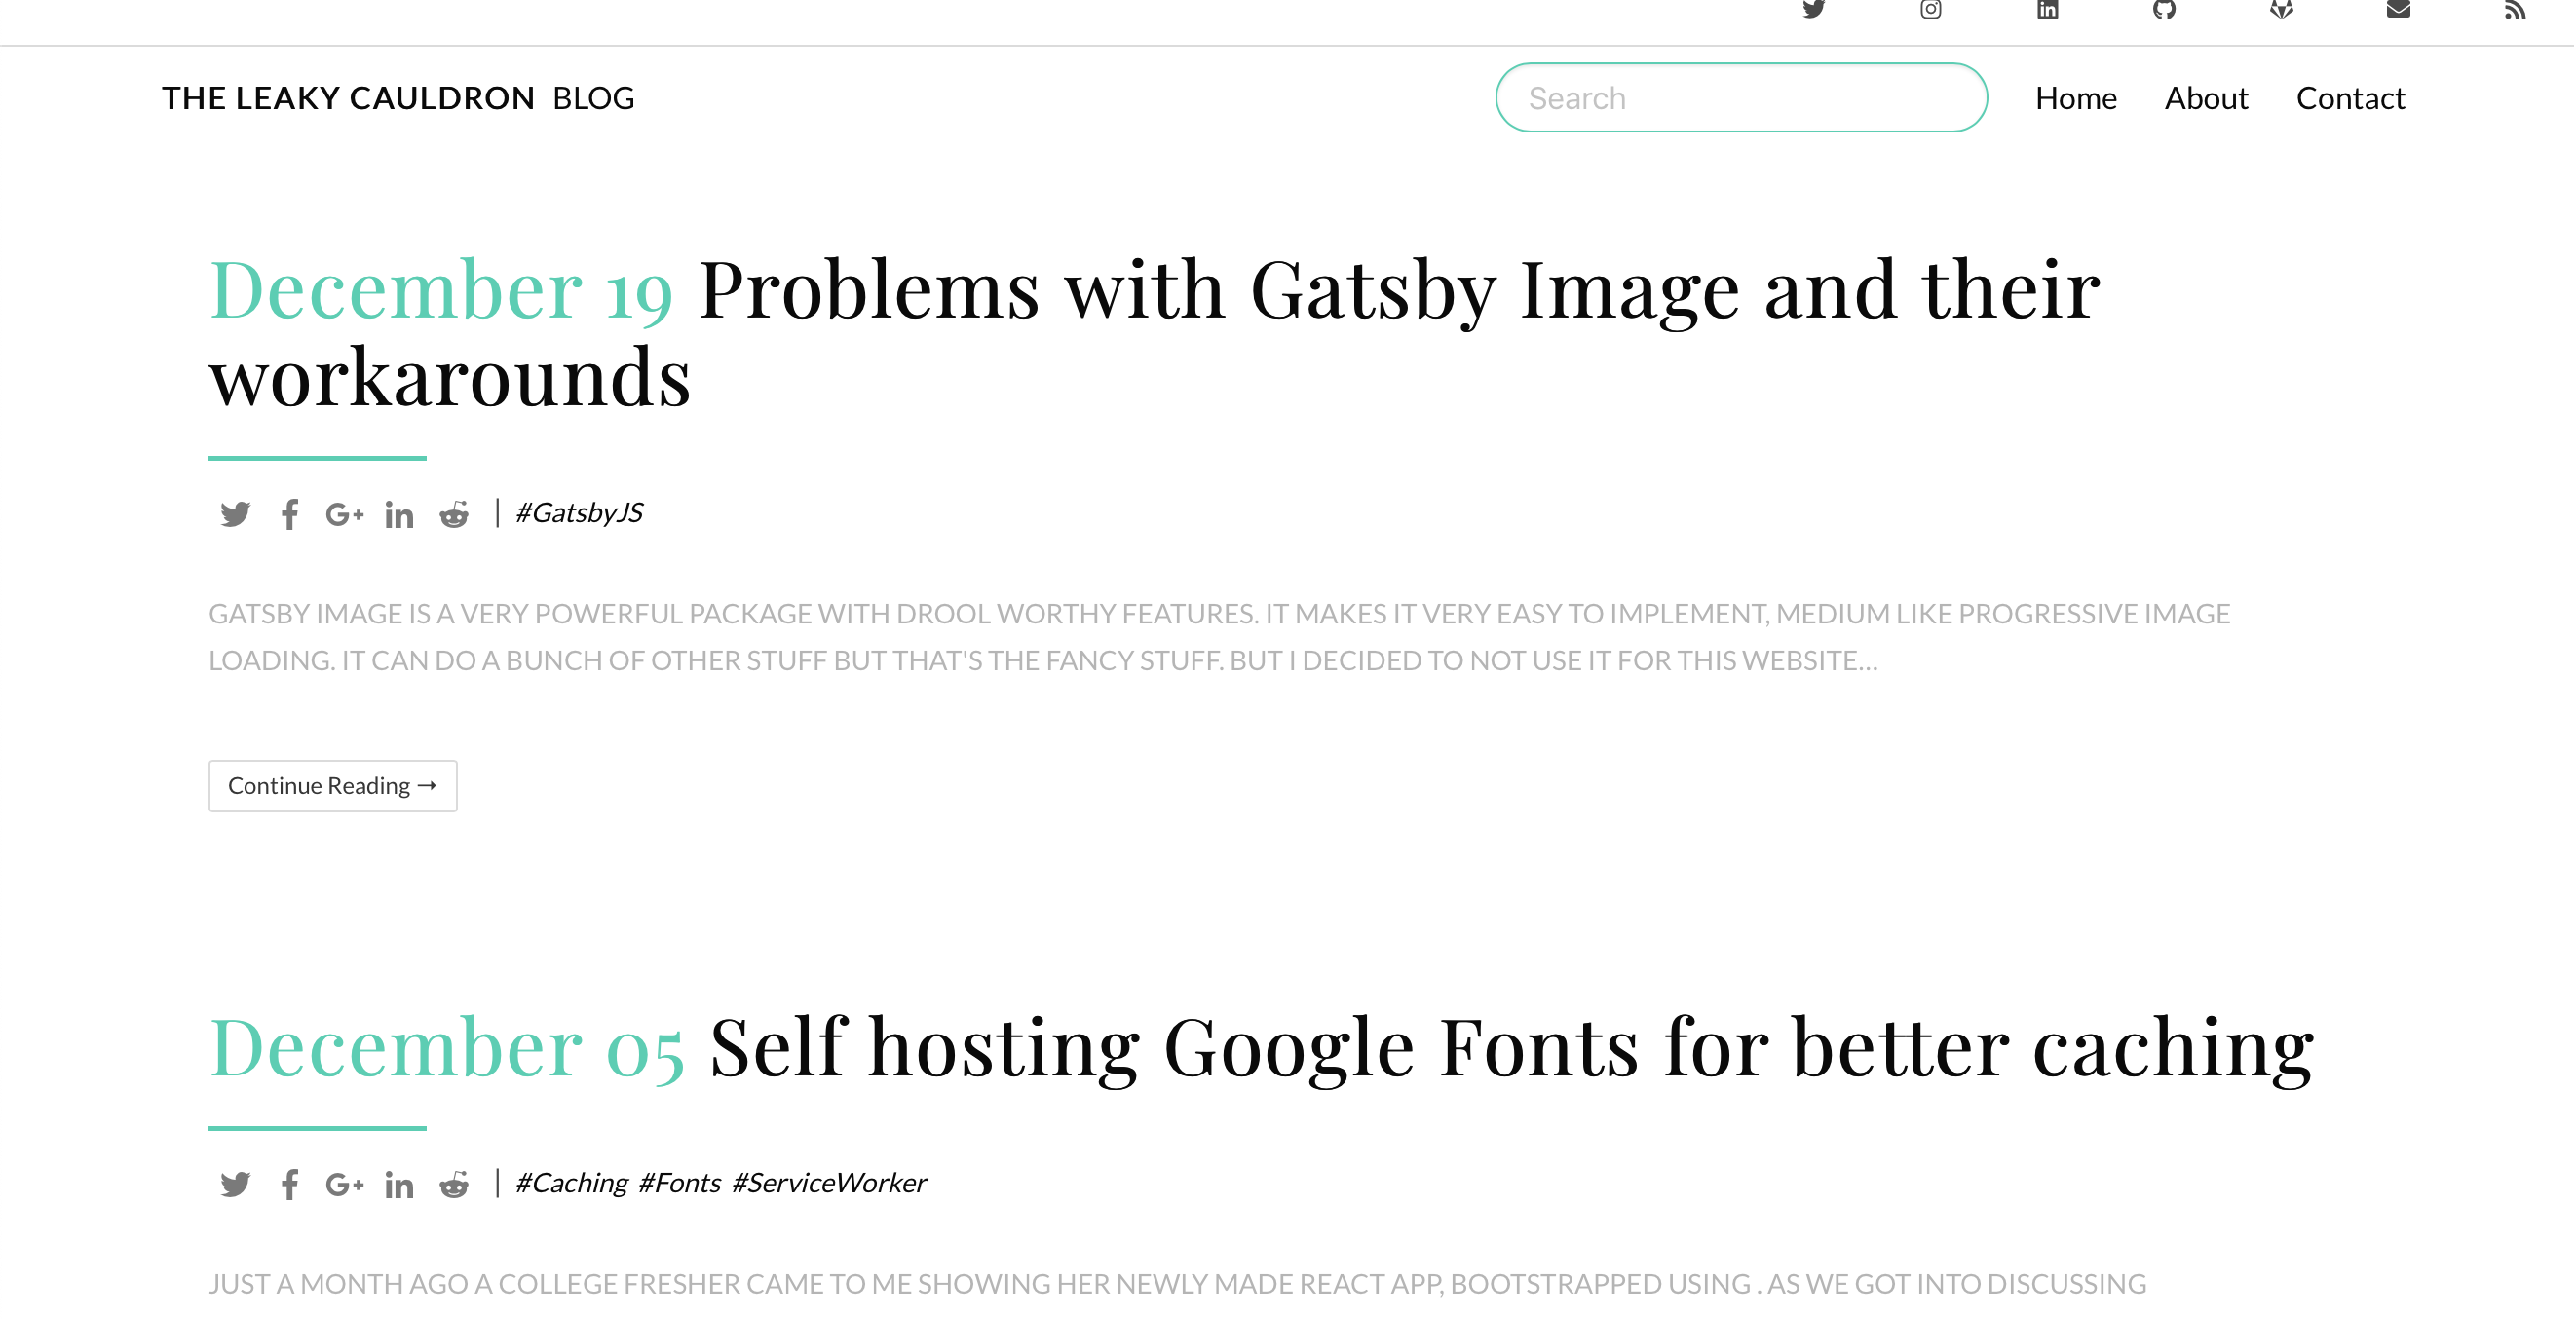 THE LEAKY CAULDRON BLOG
Search
Home About Contact
December 19 Problems with Gatsby Image and their
workarounds
| #GatsbyJS
GATSBY IMAGE IS A VERY POWERFUL PACKAGE WITH DROOL WORTHY FEATURES. IT MAKES IT VERY EASY TO IMPLEMENT, MEDIUM LIKE PROGRESSIVE IMAGE
LOADING. IT CAN DO A BUNCH OF OTHER STUFF BUT THAT'S THE FANCY STUFF. BUT I DECIDED TO NOT USE IT FOR THIS WEBSITE...
Continue Reading →
December 05 Self hosting Google Fonts for better caching
| #Caching #Fonts #ServiceWorker
JUST A MONTH AGO A COLLEGE FRESHER CAME TO ME SHOWING HER NEWLY MADE REACT APP, BOOTSTRAPPED USING . AS WE GOT INTO DISCUSSING